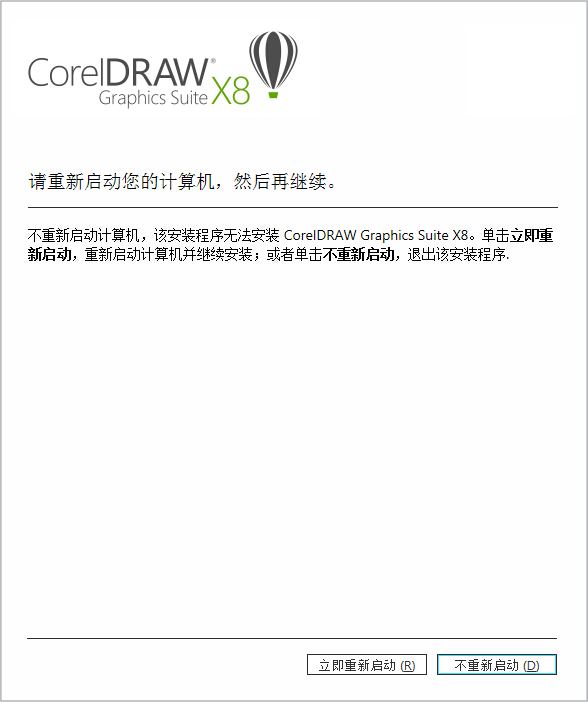 CorelDRAW®
Graphics Suite X8
请重新启动您的计算机，然后再继续。
不重新启动计算机，该安装程序无法安装 CorelDRAW Graphics Suite X8。单击立即重
新启动，重新启动计算机并继续安装；或者单击不重新启动，退出该安装程序.
立即重新启动 (R) 不重新启动 (D)